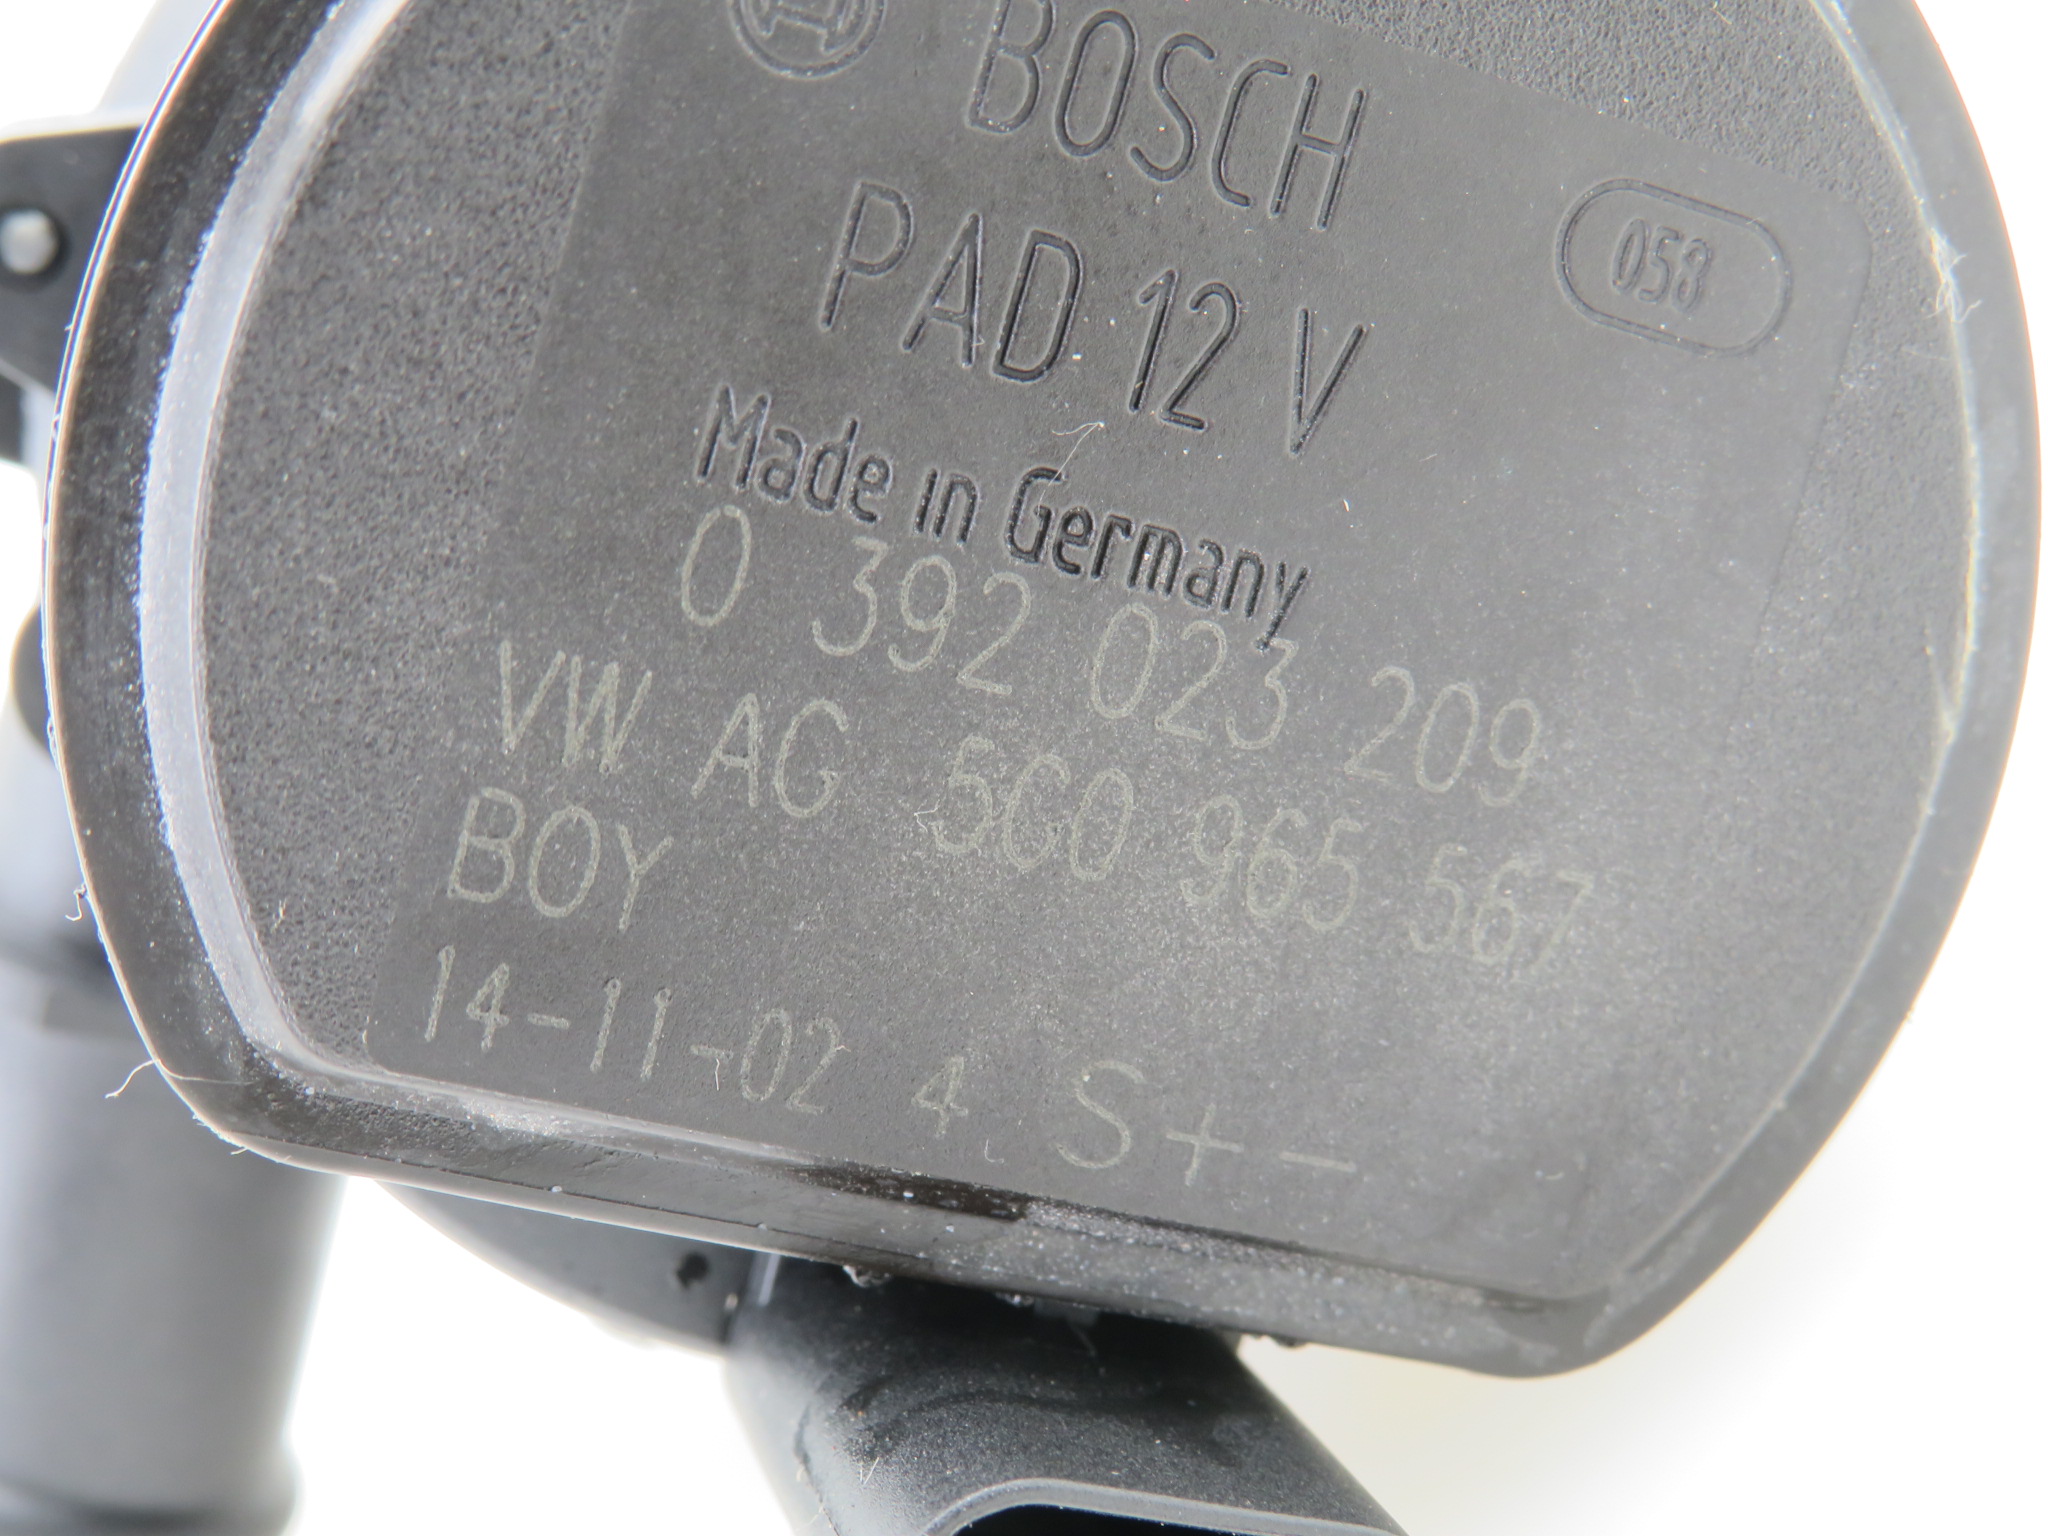 BOSCH
058
PAD 12 V
Made in Germany
0 392 023 209
VW AG 5G0 965 567
BOY
14-11-02 4 S + -